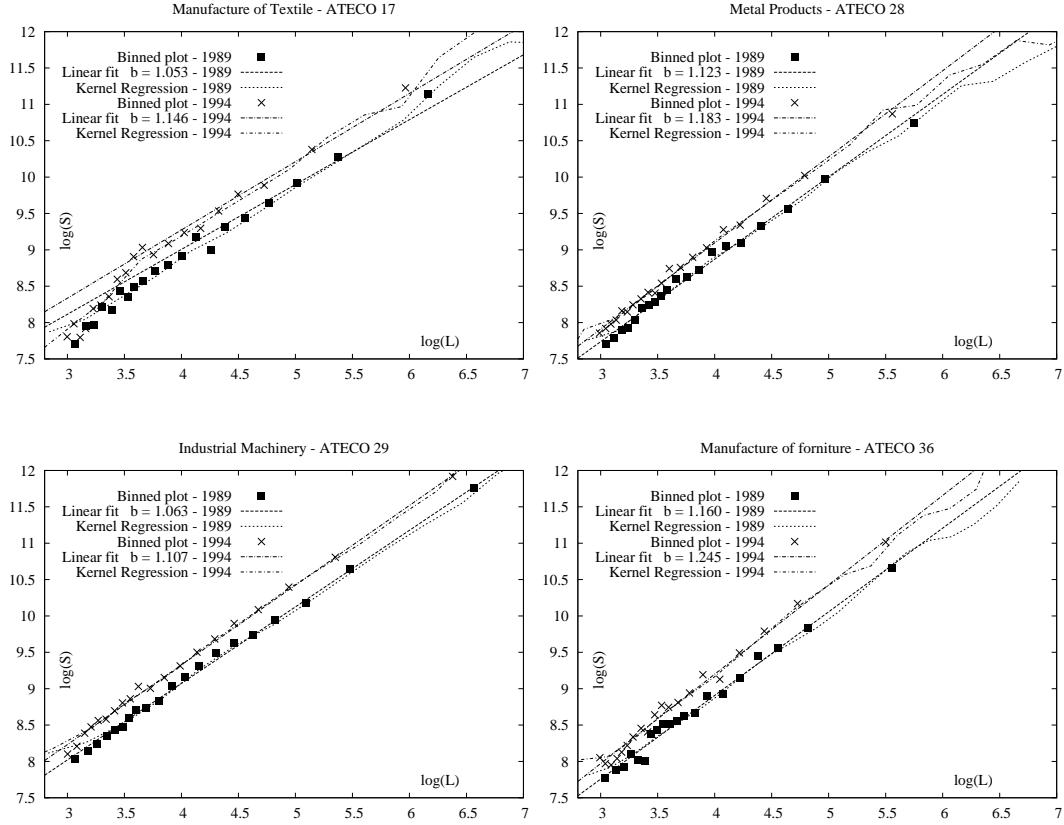 Manufacture of Textile - ATECO 17
12
11.5
11
10.5
10
9.5
9
8.5
8
7.5
log(S)
Binned plot - 1989
Linear fit b = 1.053 - 1989
Kernel Regression - 1989
Binned plot - 1994
Linear fit b = 1.146 - 1994
Kernel Regression - 1994
log(L)
3 3.5 4 4.5 5 5.5 6 6.5 7
Metal Products - ATECO 28
12
11.5
11
10.5
10
9.5
9
8.5
8
7.5
log(S)
Binned plot - 1989
Linear fit b = 1.123 - 1989
Kernel Regression - 1989
Binned plot - 1994
Linear fit b = 1.183 - 1994
Kernel Regression - 1994
log(L)
3 3.5 4 4.5 5 5.5 6 6.5 7
Industrial Machinery - ATECO 29
12
11.5
11
10.5
10
9.5
9
8.5
8
7.5
log(S)
Binned plot - 1989
Linear fit b = 1.063 - 1989
Kernel Regression - 1989
Binned plot - 1994
Linear fit b = 1.107 - 1994
Kernel Regression - 1994
log(L)
3 3.5 4 4.5 5 5.5 6 6.5 7
Manufacture of forniture - ATECO 36
12
11.5
11
10.5
10
9.5
9
8.5
8
7.5
log(S)
Binned plot - 1989
Linear fit b = 1.160 - 1989
Kernel Regression - 1989
Binned plot - 1994
Linear fit b = 1.245 - 1994
Kernel Regression - 1994
log(L)
3 3.5 4 4.5 5 5.5 6 6.5 7